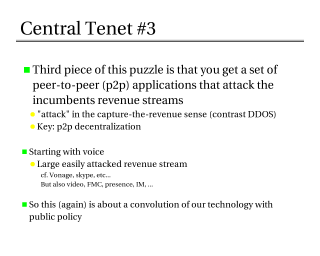 Central Tenet #3
Third piece of this puzzle is that you get a set of
peer-to-peer (p2p) applications that attack the
incumbents revenue streams
"attack" in the capture-the-revenue sense (contrast DDOS)
Key: p2p decentralization
Starting with voice
Large easily attacked revenue stream
cf. Vonage, skype, etc...
But also video, FMC, presence, IM, ...
So this (again) is about a convolution of our technology with
public policy